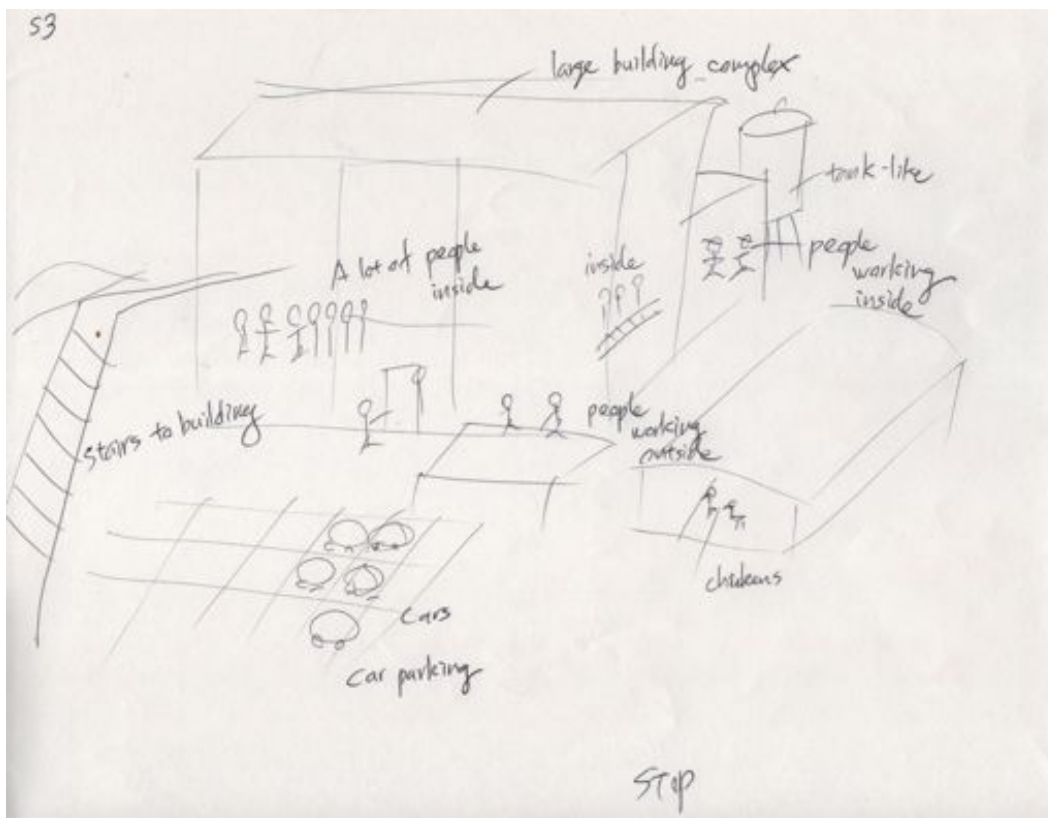 S3
large building complex
tank-like
people
working
inside
A lot of people
inside
inside
stairs to building
people
working
outside
chickens
cars
car parking
STOP